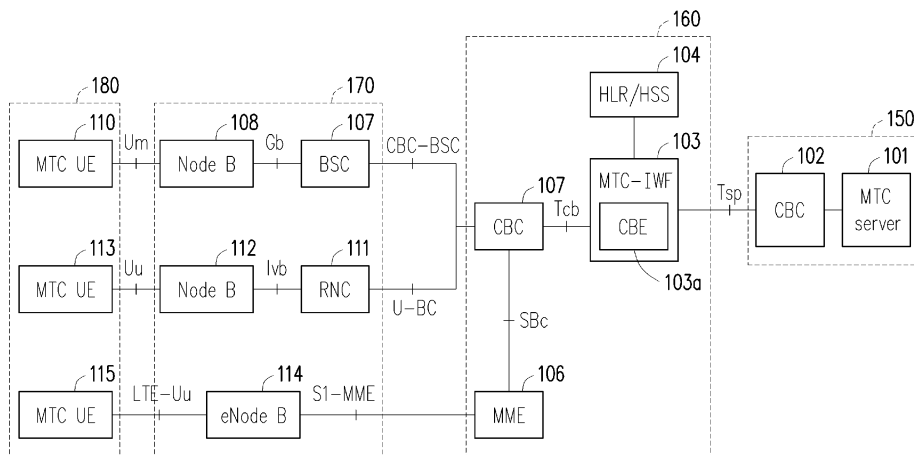 160
180
170
104
HLR/HSS
150
110
MTC UE
Um
108
Node B
Gb
107
BSC
CBC-BSC
103
MTC-IWF
CBE
103a
102
CBC
101
MTC
server
Tsp
107
CBC
Tcb
113
MTC UE
Uu
112
Node B
Ivb
111
RNC
U-BC
SBc
115
MTC UE
LTE-Uu
114
eNode B
S1-MME
106
MME